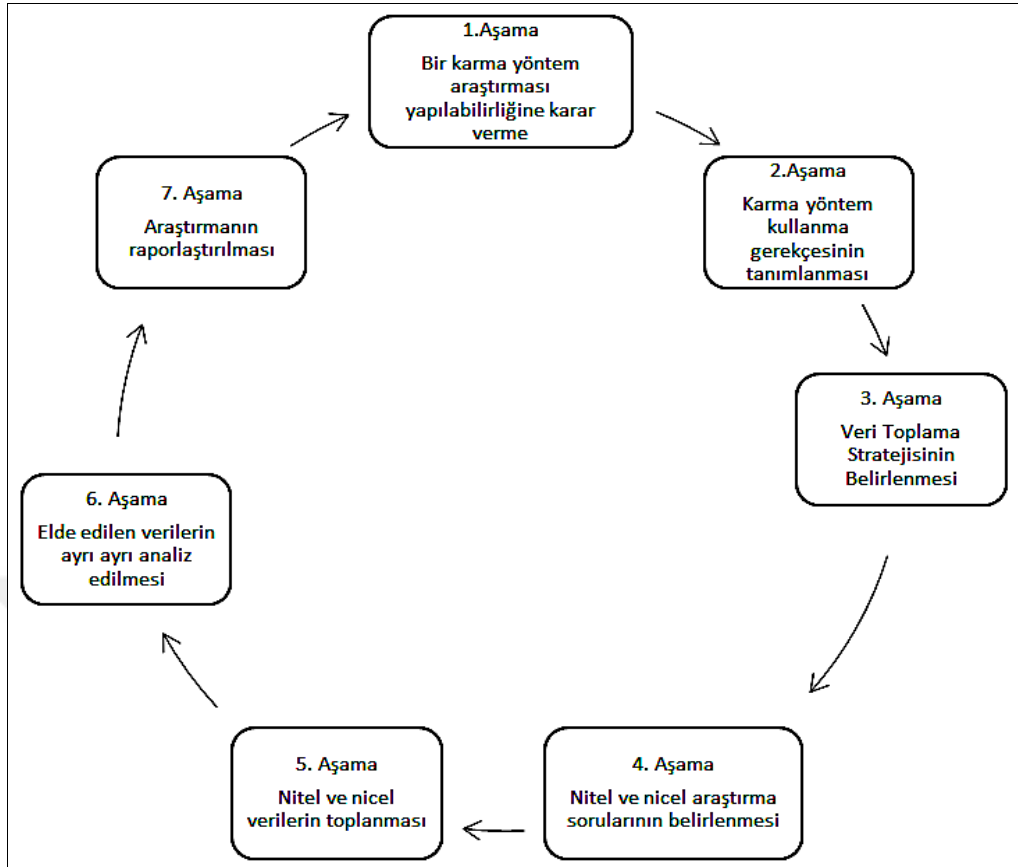 1.Aşama
Bir karma yöntem
araştırması
yapılabilirliğine karar
verme
2.Aşama
Karma yöntem
kullanma
gerekçesinin
tanımlanması
3. Aşama
Veri Toplama
Stratejisinin
Belirlenmesi
4. Aşama
Nitel ve nicel araştırma
sorularının belirlenmesi
5. Aşama
Nitel ve nicel
verilerin toplanması
6. Aşama
Elde edilen verilerin
ayrı ayrı analiz
edilmesi
7. Aşama
Araştırmanın
raporlaştırılması